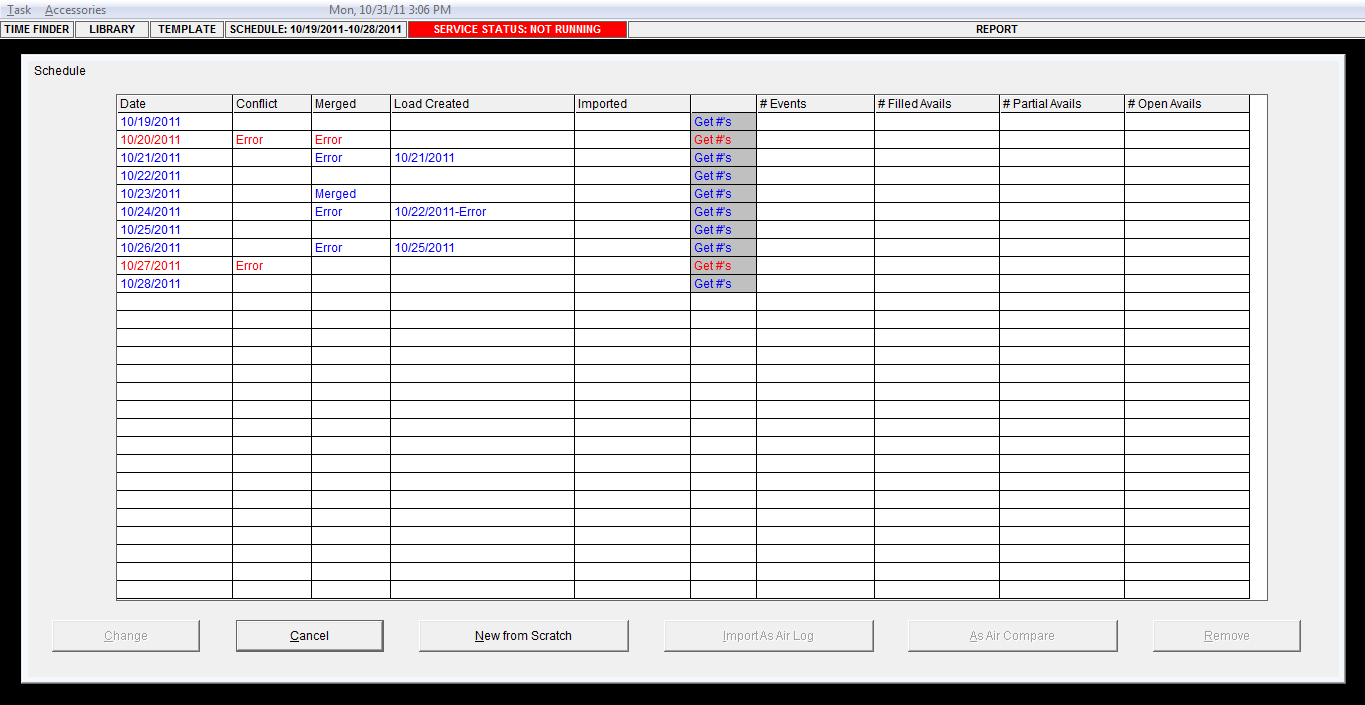 Task Accessories Mon, 10/31/11 3:06 PM
TIME FINDER LIBRARY TEMPLATE SCHEDULE: 10/19/2011-10/28/2011 SERVICE STATUS: NOT RUNNING REPORT
Schedule
Date Conflict Merged Load Created Imported # Events # Filled Avails # Partial Avails # Open Avails
10/19/2011 Get #'s
10/20/2011 Error Error Get #'s
10/21/2011 Error 10/21/2011 Get #'s
10/22/2011 Get #'s
10/23/2011 Merged Get #'s
10/24/2011 Error 10/22/2011-Error Get #'s
10/25/2011 Get #'s
10/26/2011 Error 10/25/2011 Get #'s
10/27/2011 Error Get #'s
10/28/2011 Get #'s
Change Cancel New from Scratch Import As Air Log As Air Compare Remove